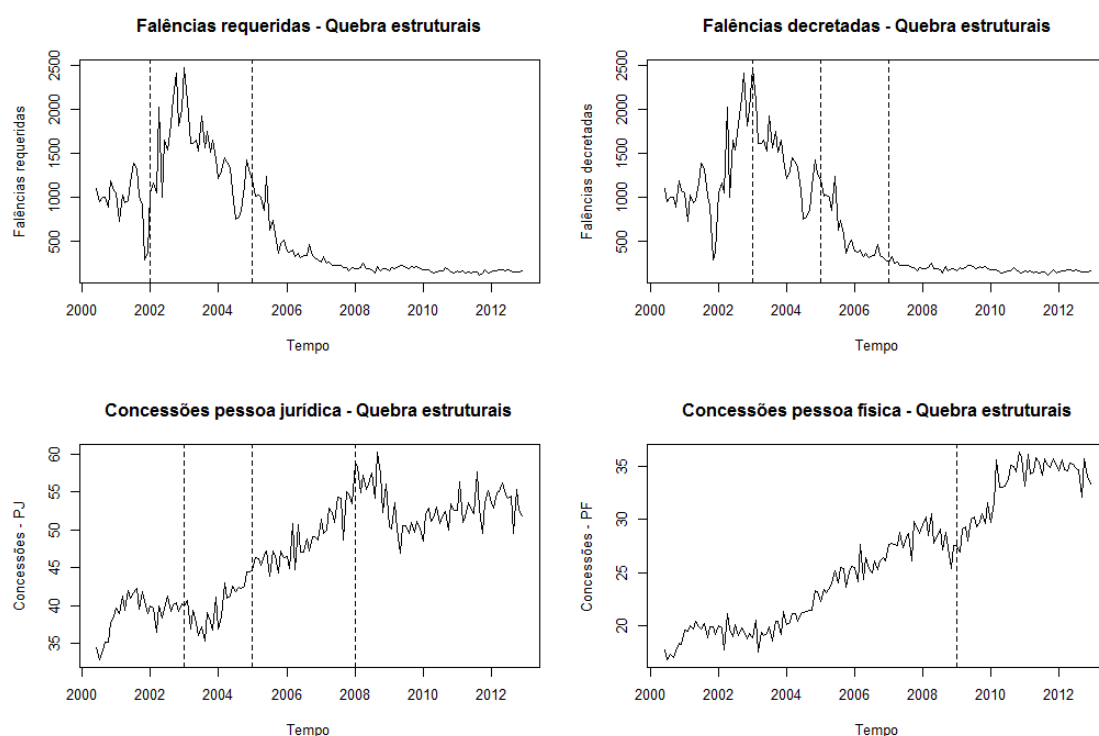 Falências requeridas - Quebra estruturais
Falências requeridas
2500
2000
1500
1000
500
2000 2002 2004 2006 2008 2010 2012
Tempo
Falências decretadas - Quebra estruturais
Falências decretadas
2500
2000
1500
1000
500
2000 2002 2004 2006 2008 2010 2012
Tempo
Concessões pessoa jurídica - Quebra estruturais
Concessões - PJ
60
55
50
45
40
35
2000 2002 2004 2006 2008 2010 2012
Tempo
Concessões pessoa física - Quebra estruturais
Concessões - PF
35
30
25
20
2000 2002 2004 2006 2008 2010 2012
Tempo